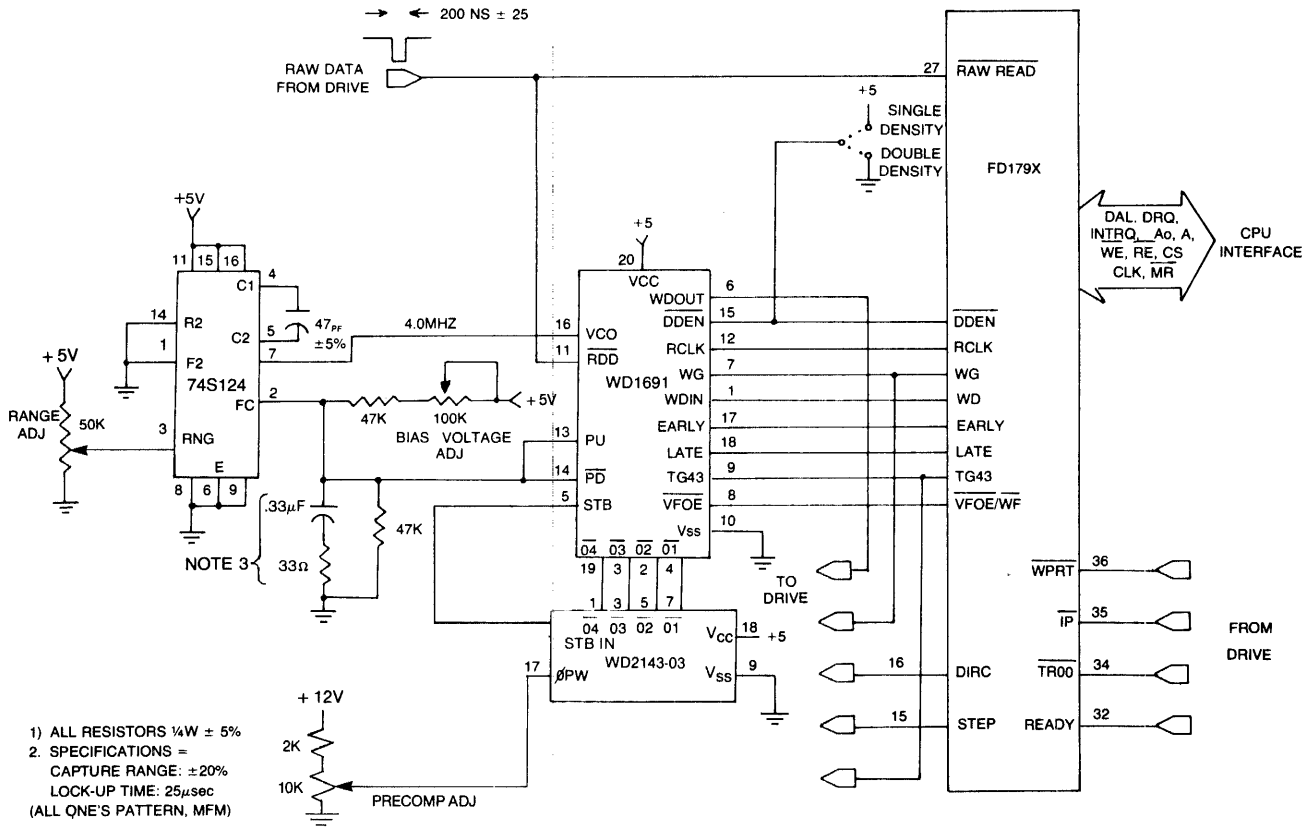 200 NS ± 25
RAW DATA
FROM DRIVE
27
RAW READ
+5
SINGLE
DENSITY
DOUBLE
DENSITY
FD179X
DAL, DRQ,
INTRQ, Ao, A,
WE, RE, CS
CLK, MR
CPU
INTERFACE
+5V
11 15 16
4
C1
14
R2
5
C2
47PF
±5%
1
F2
7
4.0MHZ
74S124
FC
2
47K
100K
+5V
BIAS VOLTAGE
ADJ
+5V
RANGE
ADJ
50K
3
RNG
E
8 6 9
NOTE 3
.33µF
33Ω
47K
+5
20
VCC
WDOUT
6
16
VCO
DDEN
15
DDEN
11
RDD
RCLK
12
RCLK
WD1691
WG
7
WG
WDIN
1
WD
EARLY
17
EARLY
13
PU
LATE
18
LATE
14
PD
TG43
9
TG43
5
STB
VFOE
8
VFOE/WF
VSS
10
04 03 02 01
19 3 2 4
1 3 5 7
04 03 02 01
STB IN
VCC
18
+5
WD2143-03
17
ØPW
VSS
9
TO
DRIVE
WPRT
36
IP
35
FROM
DRIVE
16
DIRC
TR00
34
15
STEP
READY
32
+12V
2K
10K
PRECOMP ADJ
1) ALL RESISTORS ¼W ± 5%
2. SPECIFICATIONS =
CAPTURE RANGE: ±20%
LOCK-UP TIME: 25µsec
(ALL ONE'S PATTERN, MFM)